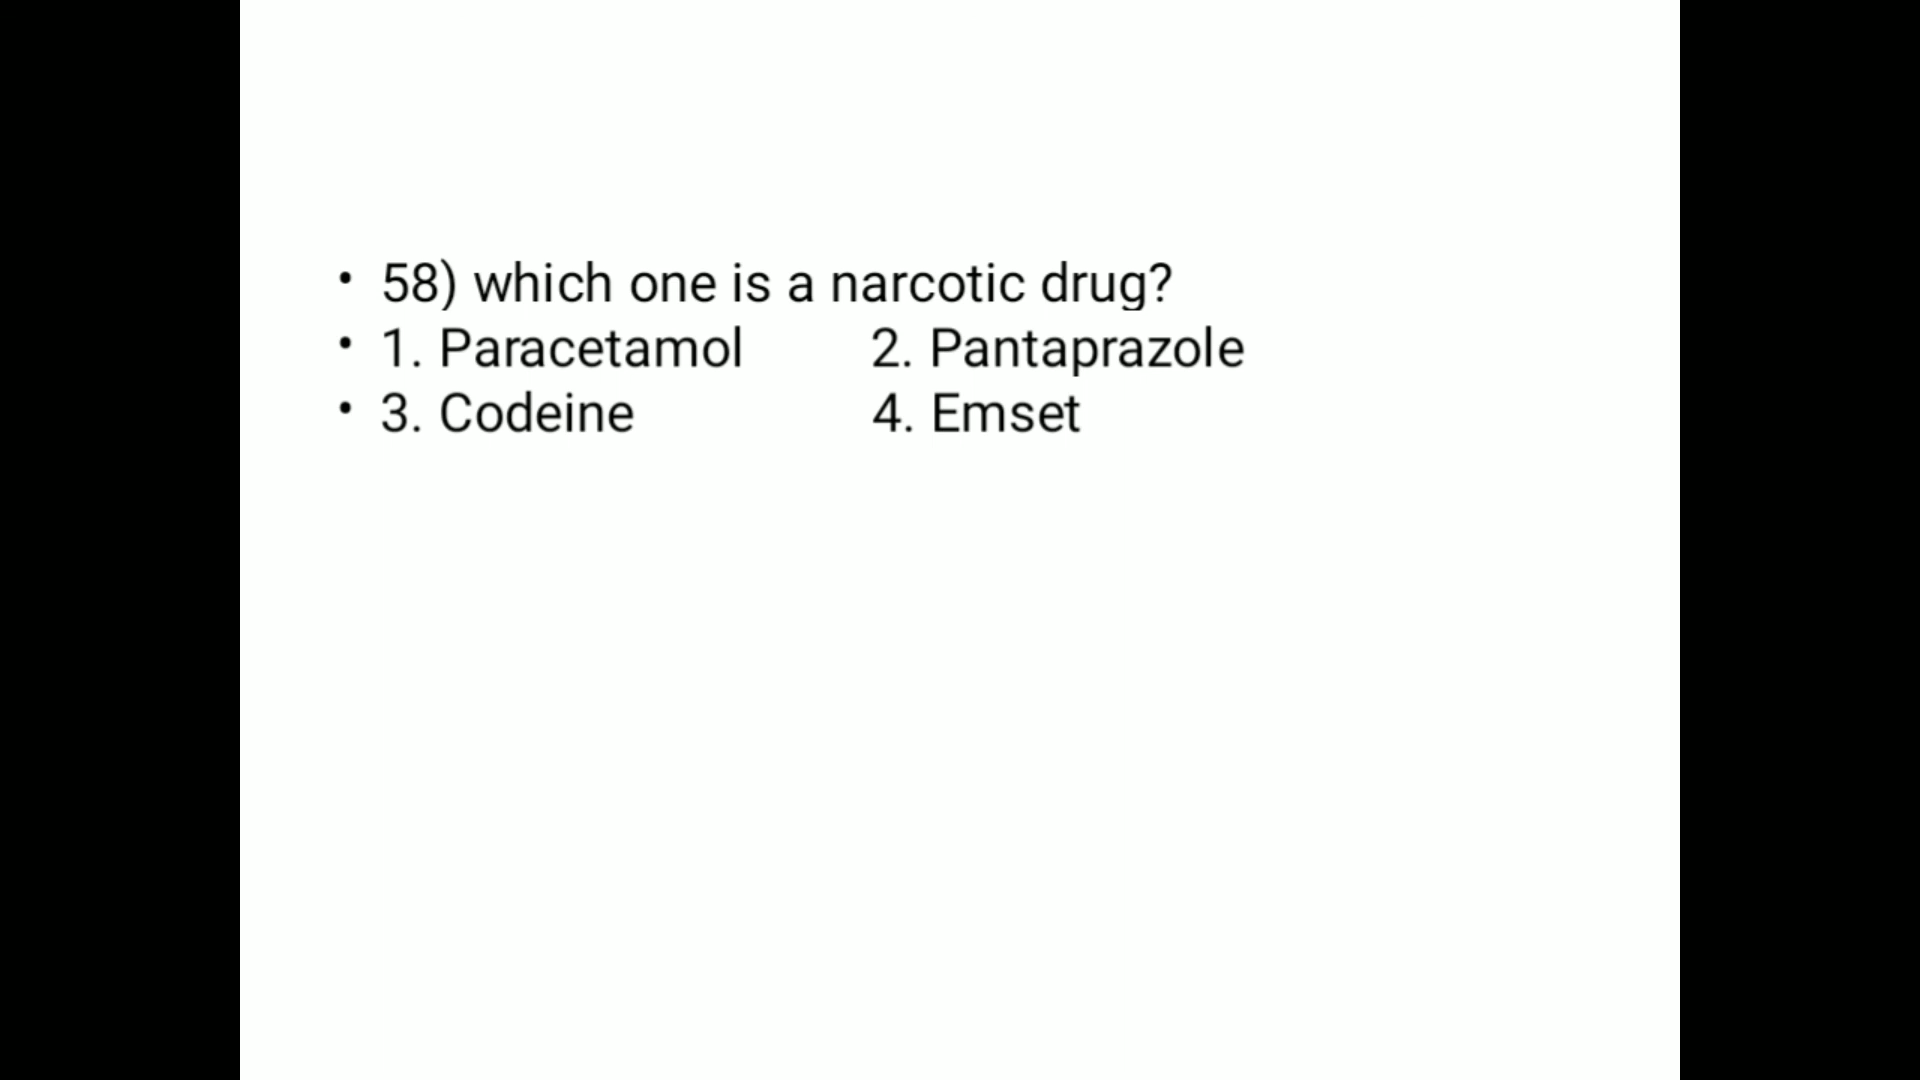 • 58) which one is a narcotic drug?
• 1. Paracetamol 2. Pantaprazole
• 3. Codeine 4. Emset